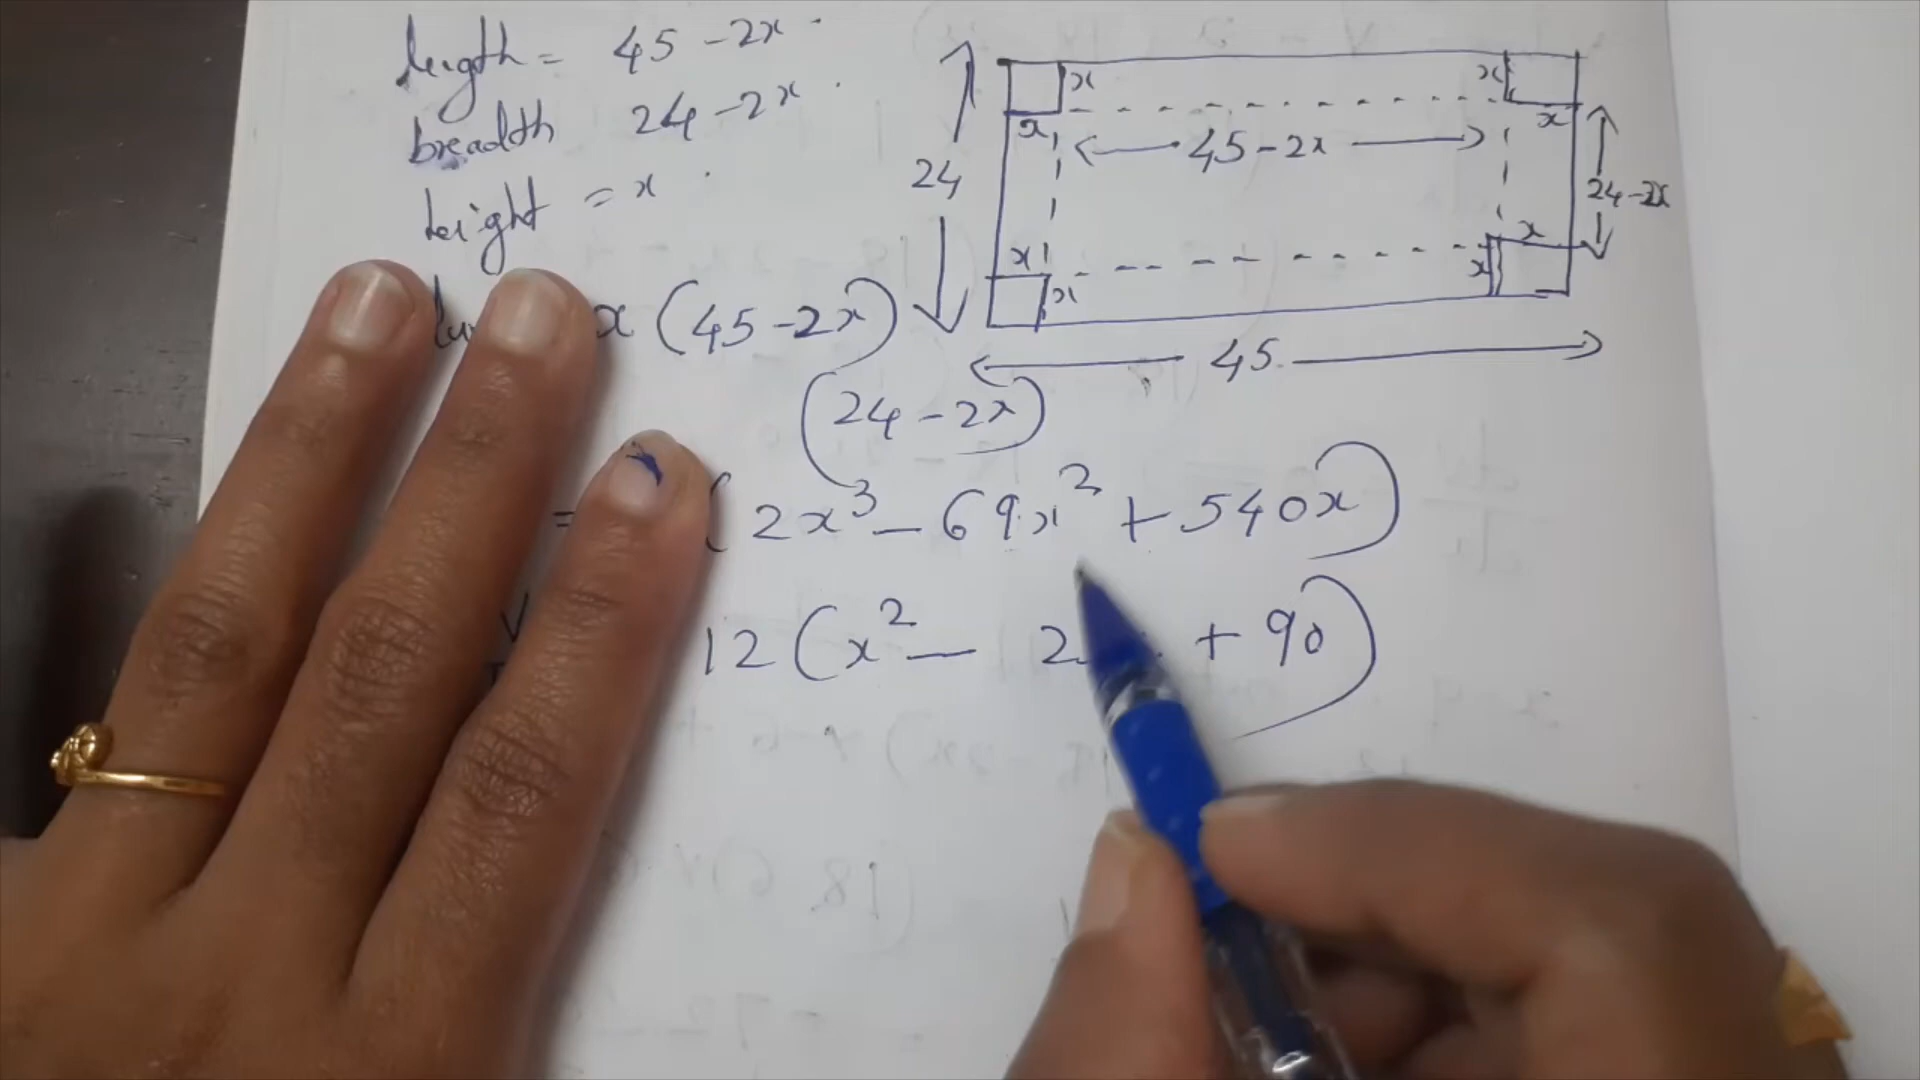 length = 45 - 2x
breadth 24 - 2x
height = x
x (45 - 2x)
(24 - 2x)
= (2x³ - 69x² + 540x)
12 (x² - 2 + 90)
x
x
x
x
45 - 2x
24
24 - 2x
x
x
x
x
45